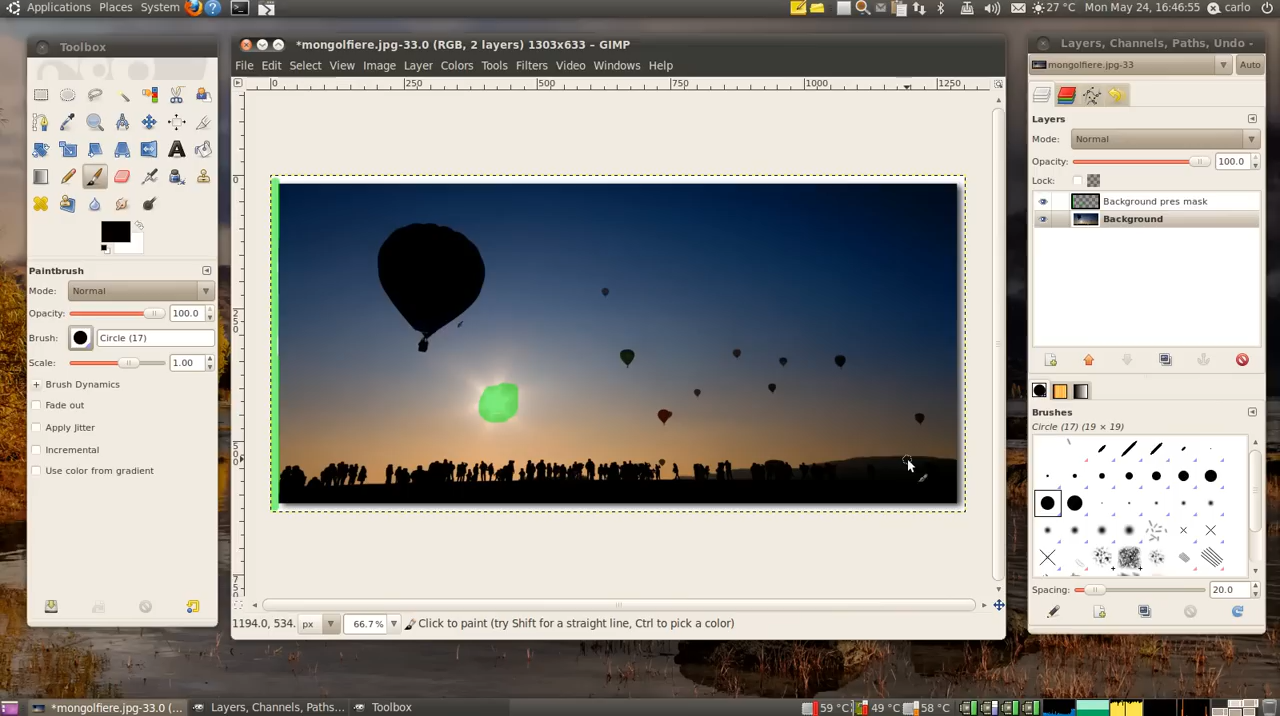 Applications Places System 27 °C Mon May 24, 16:46:55 carlo
Toolbox
*mongolfiere.jpg-33.0 (RGB, 2 layers) 1303x633 – GIMP
Layers, Channels, Paths, Undo -
File Edit Select View Image Layer Colors Tools Filters Video Windows Help
mongolfiere.jpg-33 Auto
0 250 500 750 1000 1250
Layers
Mode: Normal
Opacity: 100.0
Lock:
Background pres mask
Background
Paintbrush
Mode: Normal
Opacity: 100.0
Brush: Circle (17)
Scale: 1.00
Brush Dynamics
Fade out
Apply Jitter
Incremental
Use color from gradient
Brushes
Circle (17) (19 × 19)
Spacing: 20.0
1194.0, 534. px 66.7% Click to paint (try Shift for a straight line, Ctrl to pick a color)
*mongolfiere.jpg-33.0 (... Layers, Channels, Paths,... Toolbox 59 °C 49 °C 58 °C